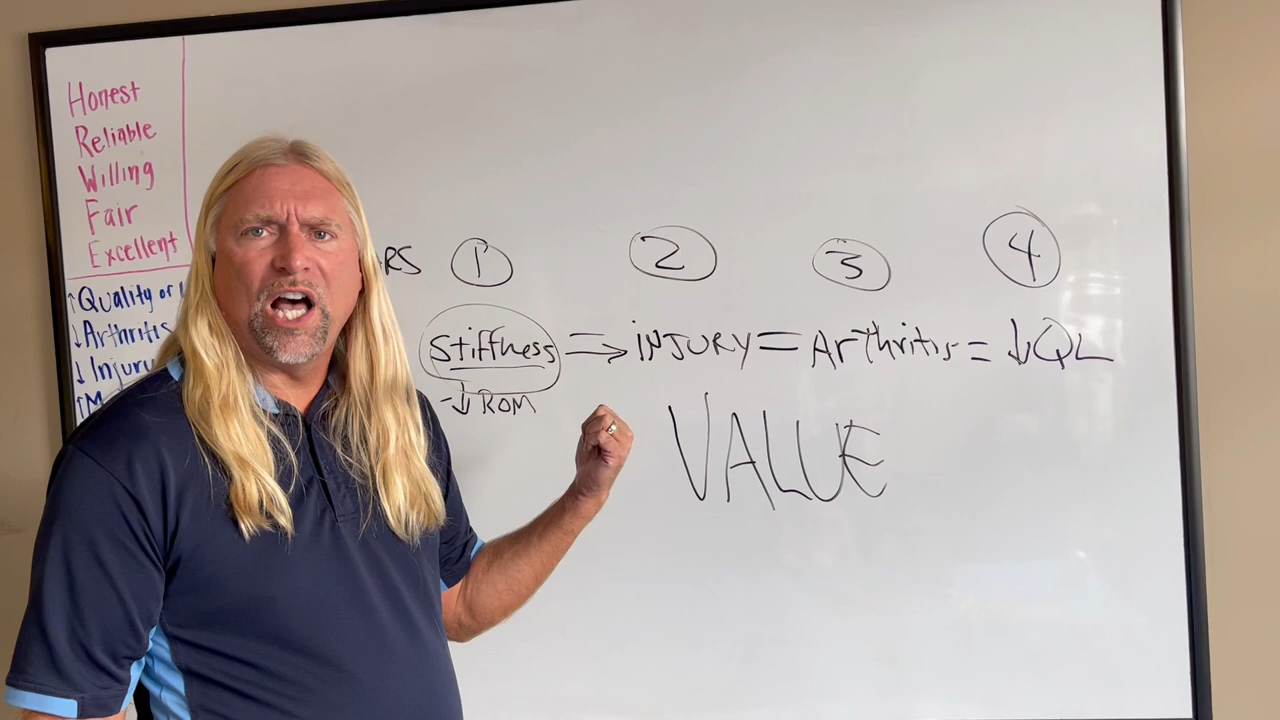 Honest
Reliable
Willing
Fair
Excellent
↑Quality of
↓Arthritis
↓Injury
RS ① ② ③ ④
Stiffness ⇒ INJURY = Arthritis = ↓QL
-↓ ROM
VALUE